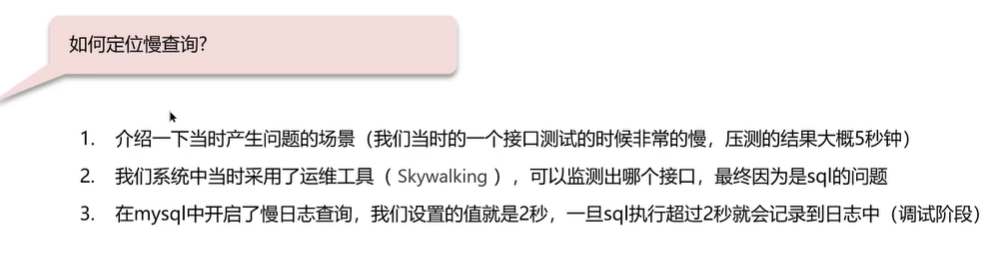 如何定位慢查询?
1. 介绍一下当时产生问题的场景（我们当时的一个接口测试的时候非常的慢，压测的结果大概5秒钟）
2. 我们系统中当时采用了运维工具（ Skywalking ），可以监测出哪个接口，最终因为是sql的问题
3. 在mysql中开启了慢日志查询，我们设置的值就是2秒，一旦sql执行超过2秒就会记录到日志中（调试阶段）